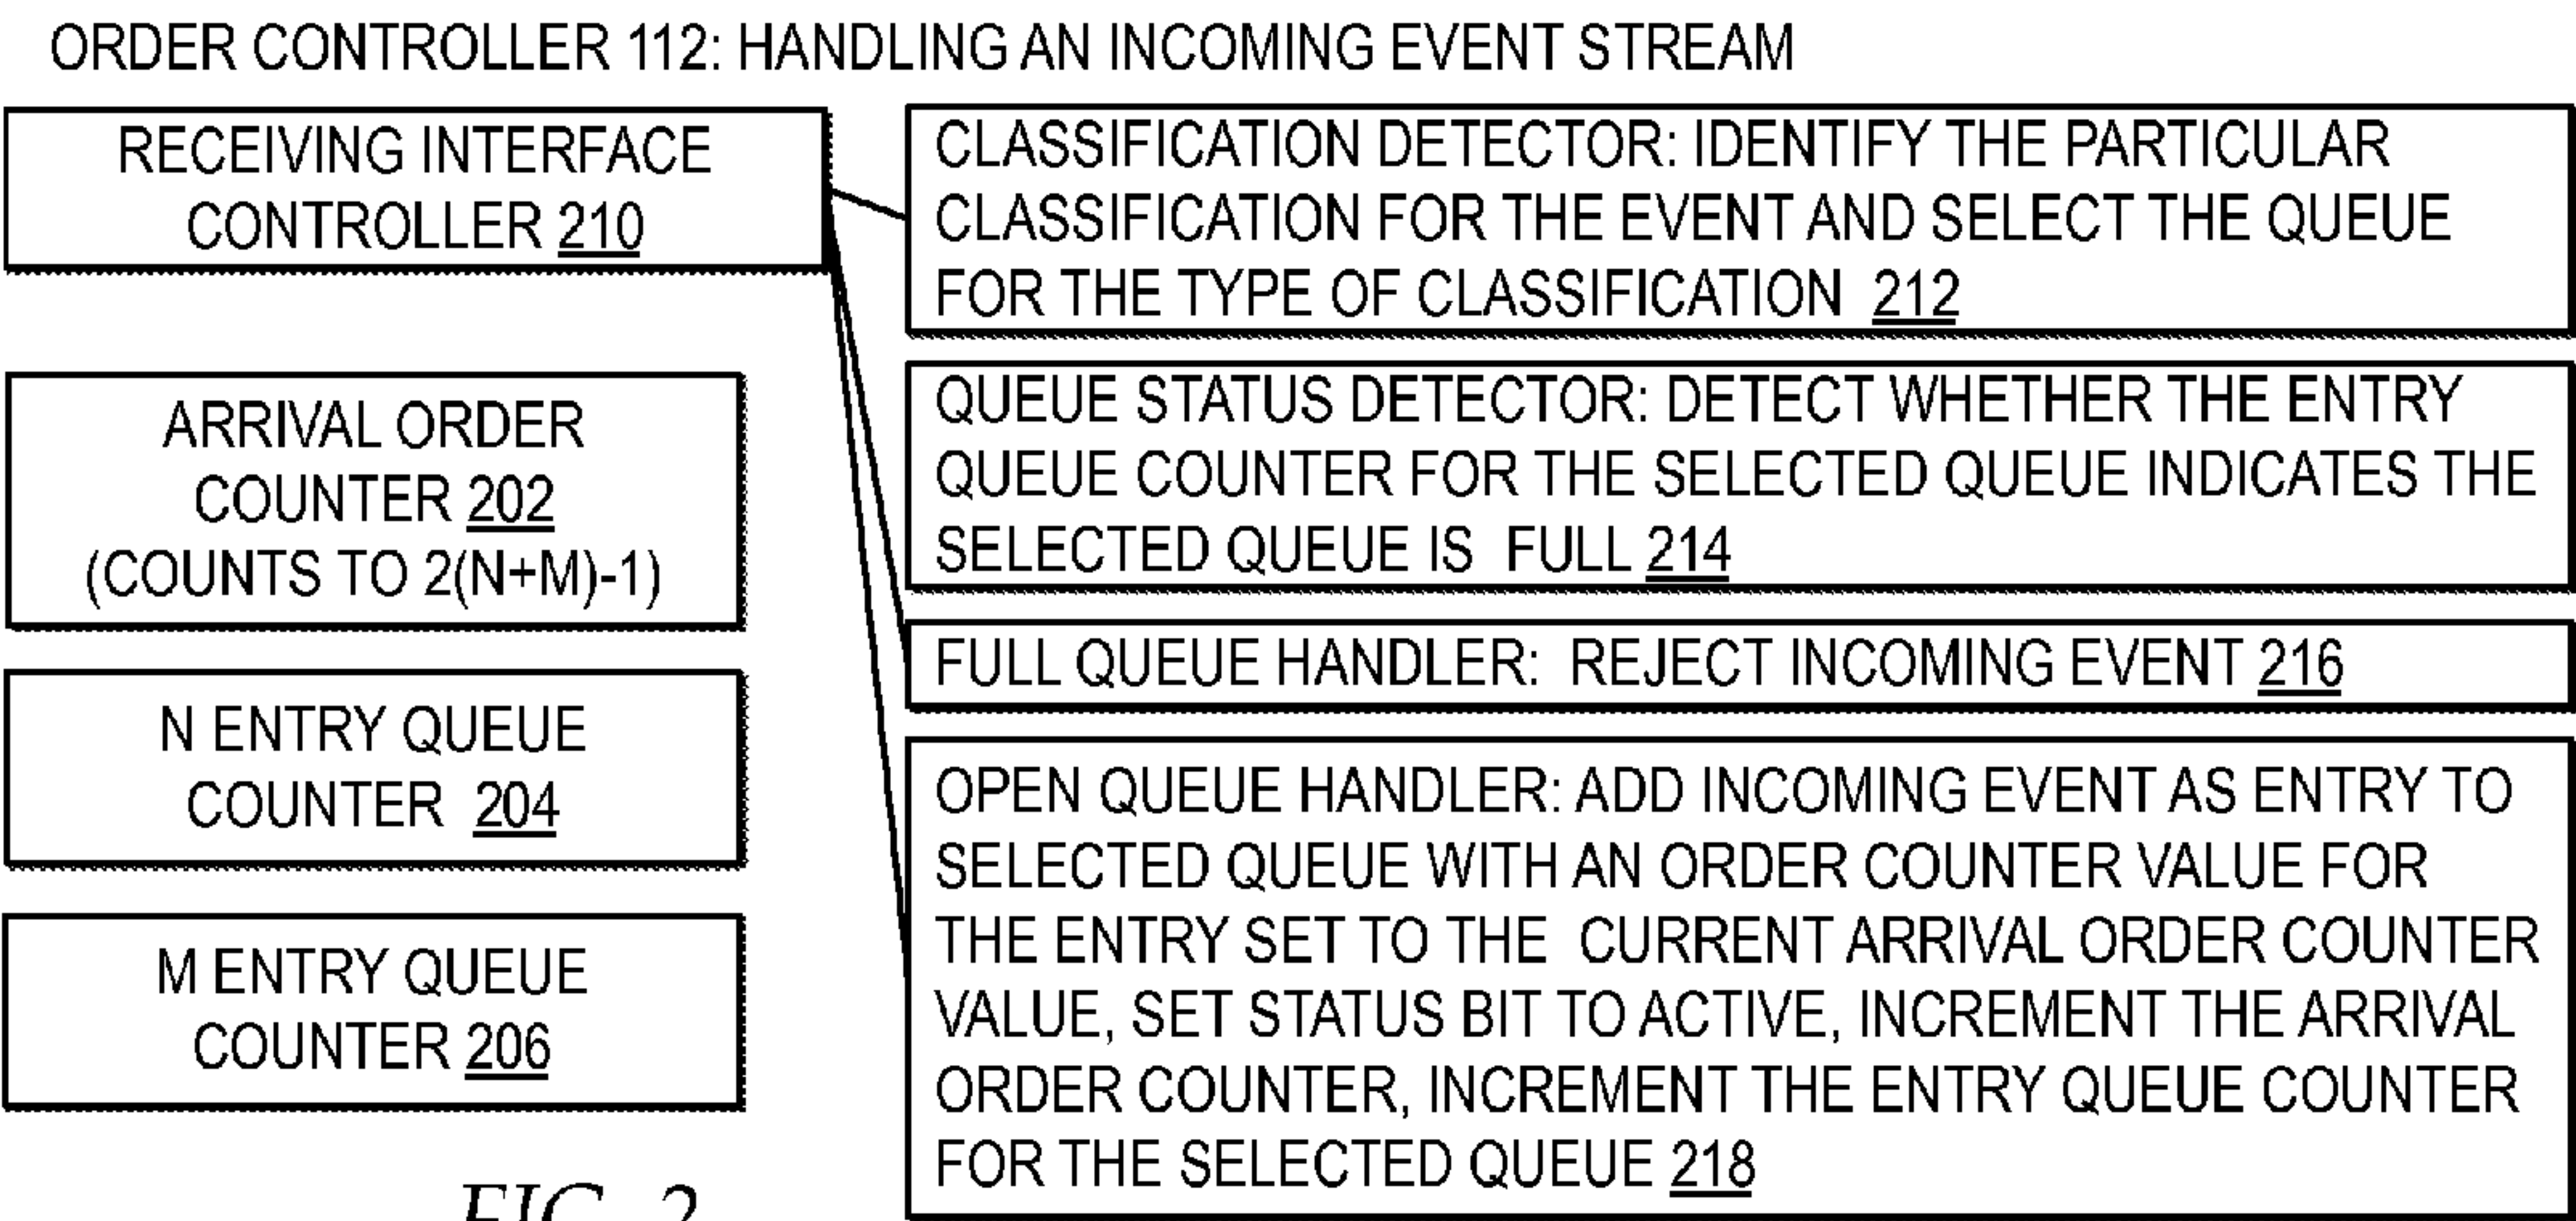 ORDER CONTROLLER 112: HANDLING AN INCOMING EVENT STREAM
RECEIVING INTERFACE
CONTROLLER 210
ARRIVAL ORDER
COUNTER 202
(COUNTS TO 2(N+M)-1)
N ENTRY QUEUE
COUNTER 204
M ENTRY QUEUE
COUNTER 206
CLASSIFICATION DETECTOR: IDENTIFY THE PARTICULAR
CLASSIFICATION FOR THE EVENT AND SELECT THE QUEUE
FOR THE TYPE OF CLASSIFICATION 212
QUEUE STATUS DETECTOR: DETECT WHETHER THE ENTRY
QUEUE COUNTER FOR THE SELECTED QUEUE INDICATES THE
SELECTED QUEUE IS FULL 214
FULL QUEUE HANDLER: REJECT INCOMING EVENT 216
OPEN QUEUE HANDLER: ADD INCOMING EVENT AS ENTRY TO
SELECTED QUEUE WITH AN ORDER COUNTER VALUE FOR
THE ENTRY SET TO THE CURRENT ARRIVAL ORDER COUNTER
VALUE, SET STATUS BIT TO ACTIVE, INCREMENT THE ARRIVAL
ORDER COUNTER, INCREMENT THE ENTRY QUEUE COUNTER
FOR THE SELECTED QUEUE 218
FIG. 2